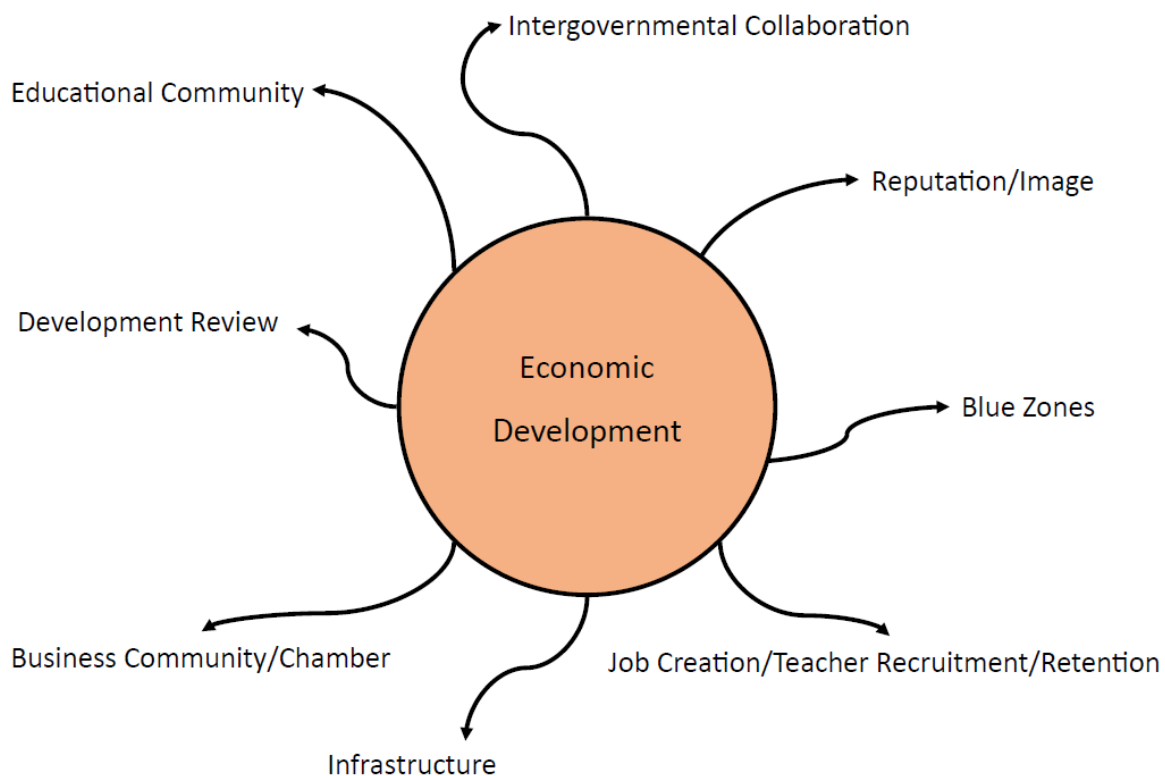 Intergovernmental Collaboration
Educational Community
Reputation/Image
Development Review
Economic
Development
Blue Zones
Business Community/Chamber
Job Creation/Teacher Recruitment/Retention
Infrastructure